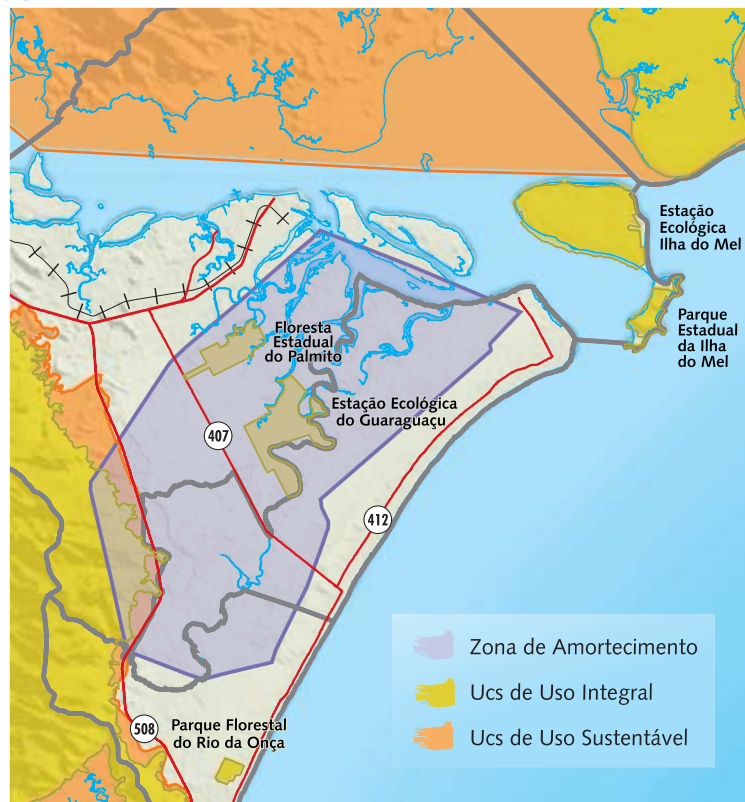 Estação
Ecológica
Ilha do Mel
Parque
Estadual
da Ilha
do Mel
Floresta
Estadual
do Palmito
Estação Ecológica
do Guaraguaçu
407
412
508
Parque Florestal
do Rio da Onça
Zona de Amortecimento
Ucs de Uso Integral
Ucs de Uso Sustentável